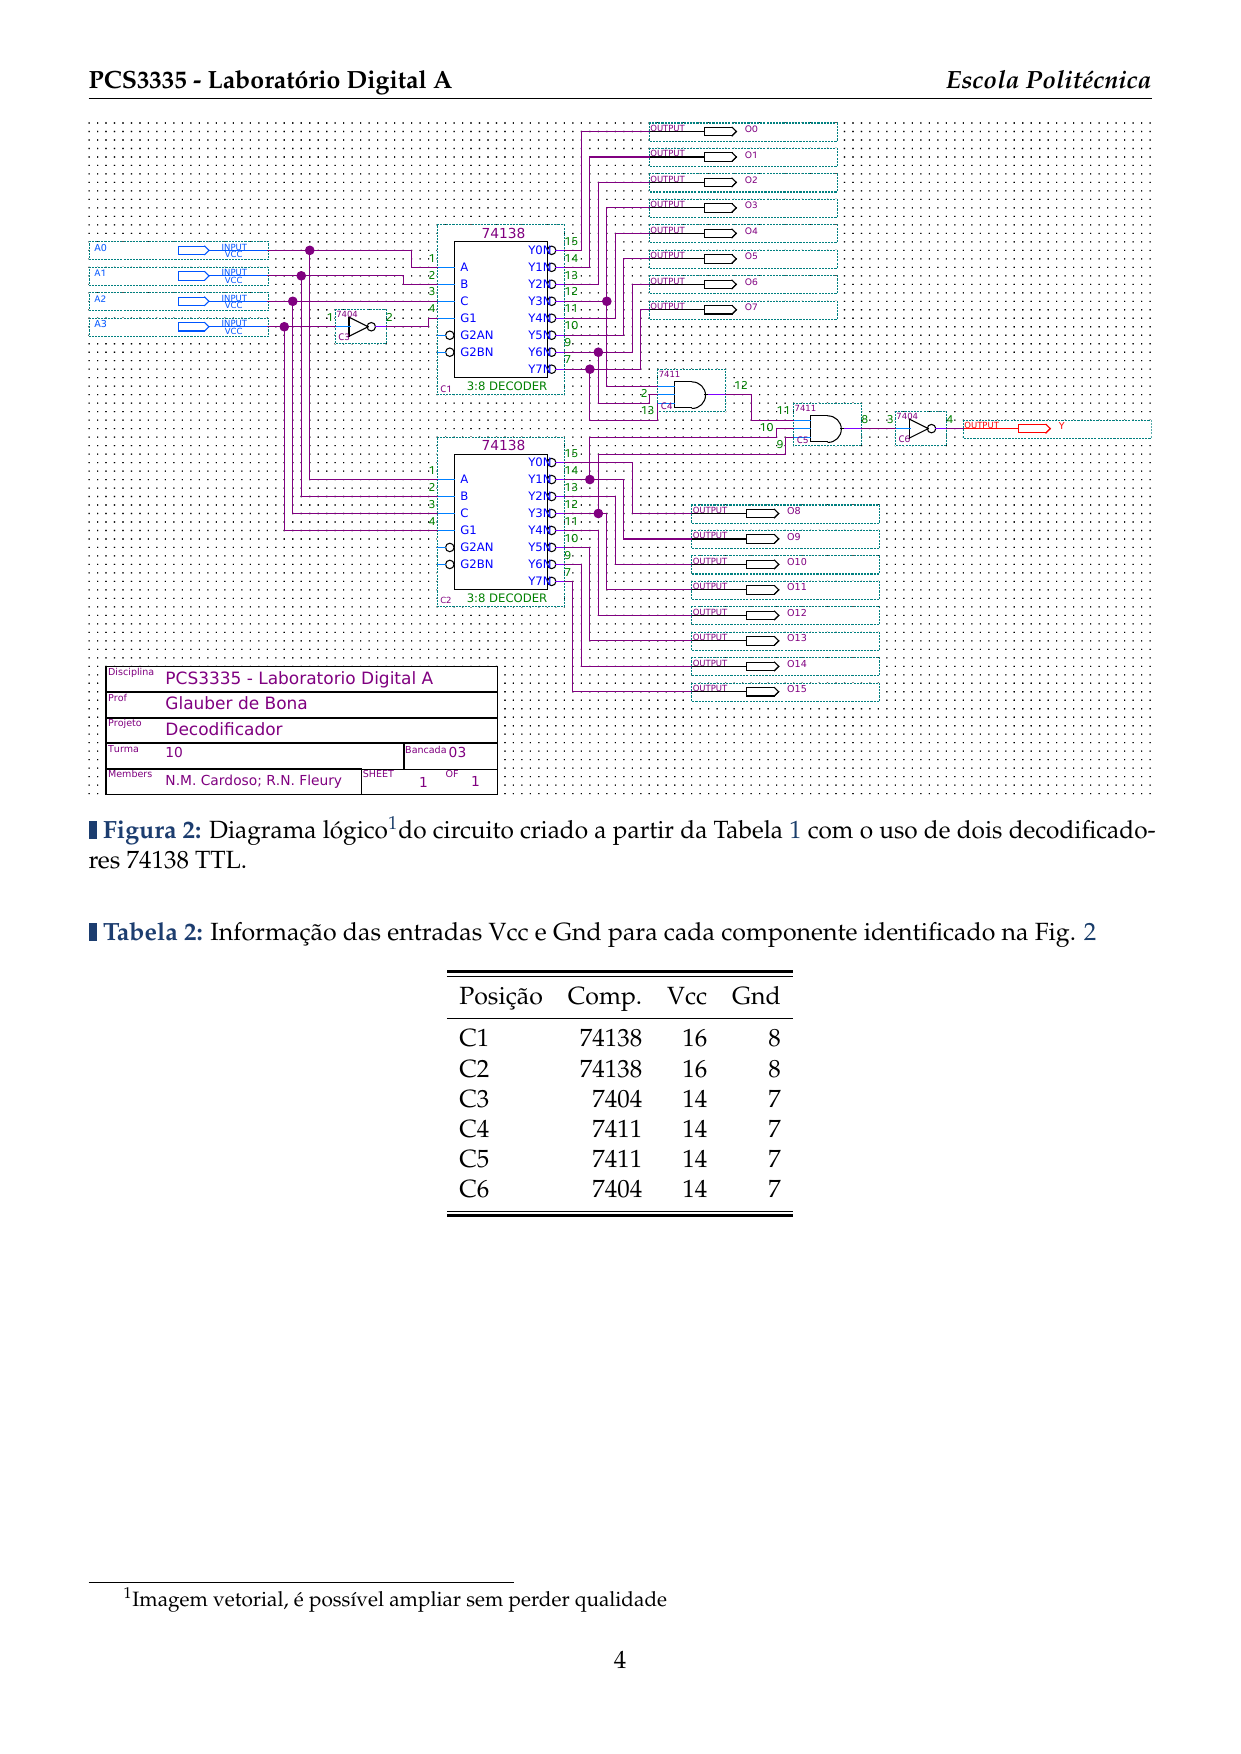 PCS3335 - Laboratório Digital A Escola Politécnica
OUTPUT O0
OUTPUT O1
OUTPUT O2
OUTPUT O3
OUTPUT O4
OUTPUT O5
OUTPUT O6
OUTPUT O7
A0 INPUT VCC
A1 INPUT VCC
A2 INPUT VCC
A3 INPUT VCC
1 7404 2
C3
74138
1 A Y0N 15
2 B Y1N 14
3 C Y2N 13
4 G1 Y3N 12
G2AN Y4N 11
G2BN Y5N 10
Y6N 9
Y7N 7
C1 3:8 DECODER
7411
2 12
13 C4
11 7411 8
10
9 C5
3 7404 4
C6
OUTPUT Y
74138
1 A Y0N 15
2 B Y1N 14
3 C Y2N 13
4 G1 Y3N 12
G2AN Y4N 11
G2BN Y5N 10
Y6N 9
Y7N 7
C2 3:8 DECODER
OUTPUT O8
OUTPUT O9
OUTPUT O10
OUTPUT O11
OUTPUT O12
OUTPUT O13
OUTPUT O14
OUTPUT O15
Disciplina PCS3335 - Laboratorio Digital A
Prof Glauber de Bona
Projeto Decodificador
Turma 10 Bancada 03
Members N.M. Cardoso; R.N. Fleury SHEET 1 OF 1
Figura 2: Diagrama lógico1do circuito criado a partir da Tabela 1 com o uso de dois decodificado-
res 74138 TTL.
Tabela 2: Informação das entradas Vcc e Gnd para cada componente identificado na Fig. 2
Posição Comp. Vcc Gnd
C1 74138 16 8
C2 74138 16 8
C3 7404 14 7
C4 7411 14 7
C5 7411 14 7
C6 7404 14 7
1Imagem vetorial, é possível ampliar sem perder qualidade
4